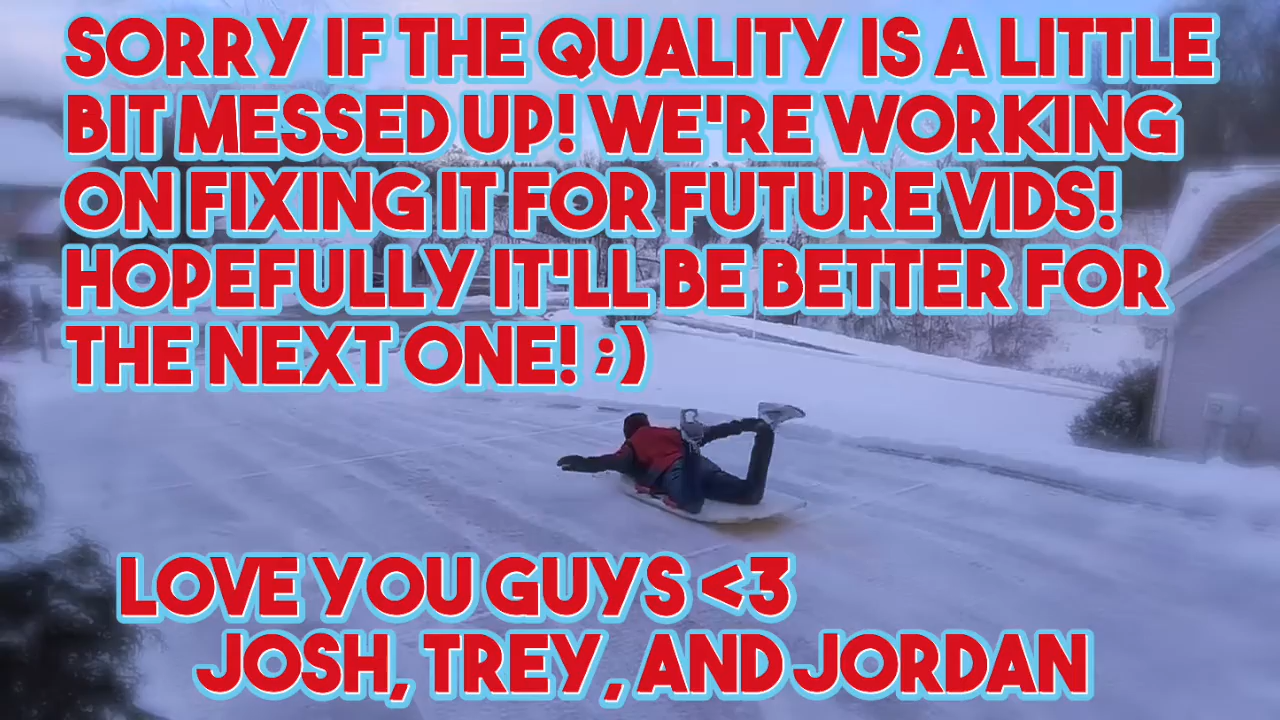 SORRY IF THE QUALITY IS A LITTLE
BIT MESSED UP! WE'RE WORKING
ON FIXING IT FOR FUTURE VIDS!
HOPEFULLY IT'LL BE BETTER FOR
THE NEXT ONE! ;)
LOVE YOU GUYS <3
JOSH, TREY, AND JORDAN